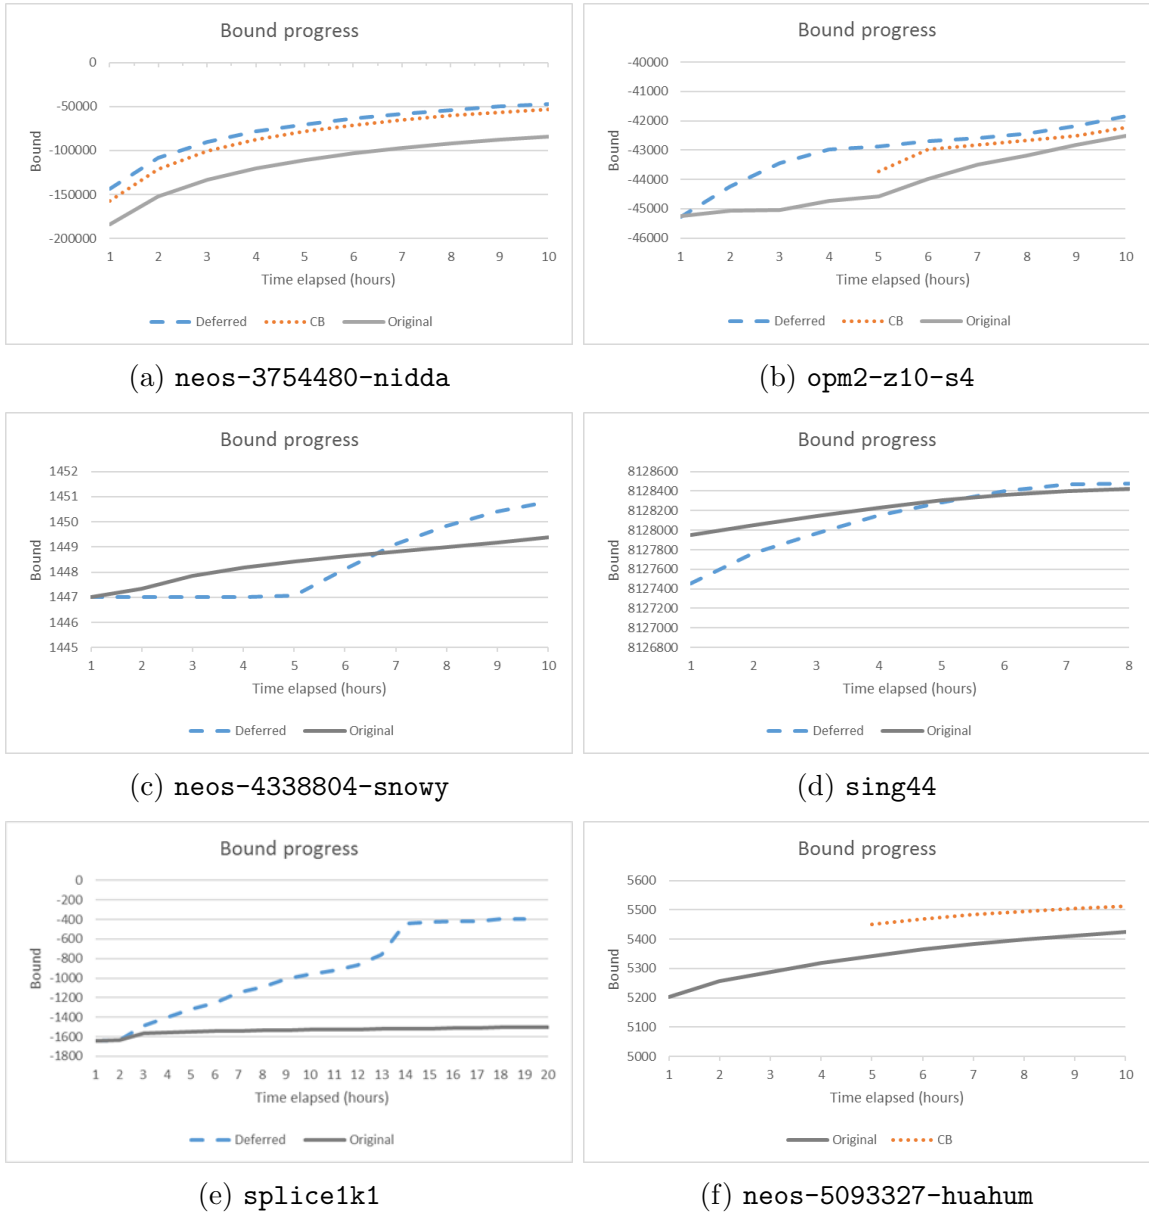 Bound progress
0
-50000
-100000
-150000
-200000
Bound
1 2 3 4 5 6 7 8 9 10
Time elapsed (hours)
Deferred CB Original
(a) neos-3754480-nidda
Bound progress
-40000
-41000
-42000
-43000
-44000
-45000
-46000
Bound
1 2 3 4 5 6 7 8 9 10
Time elapsed (hours)
Deferred CB Original
(b) opm2-z10-s4
Bound progress
1452
1451
1450
1449
1448
1447
1446
1445
Bound
1 2 3 4 5 6 7 8 9 10
Time elapsed (hours)
Deferred Original
(c) neos-4338804-snowy
Bound progress
8128600
8128400
8128200
8128000
8127800
8127600
8127400
8127200
8127000
8126800
Bound
1 2 3 4 5 6 7 8
Time elapsed (hours)
Deferred Original
(d) sing44
Bound progress
0
-200
-400
-600
-800
-1000
-1200
-1400
-1600
-1800
Bound
1 2 3 4 5 6 7 8 9 10 11 12 13 14 15 16 17 18 19 20
Time elapsed (hours)
Deferred Original
(e) splice1k1
Bound progress
5600
5500
5400
5300
5200
5100
5000
Bound
1 2 3 4 5 6 7 8 9 10
Time elapsed (hours)
Original CB
(f) neos-5093327-huahum